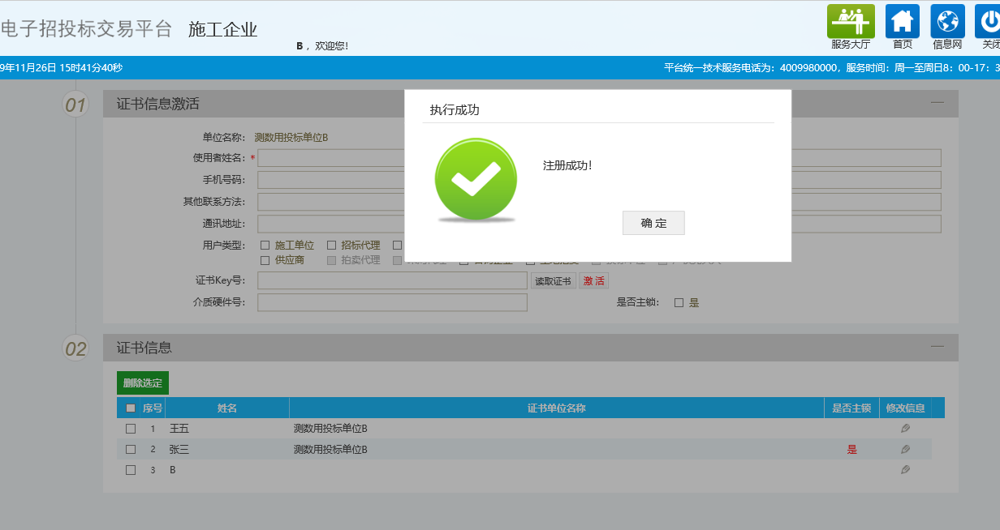 电子招投标交易平台 施工企业
B ，欢迎您!
服务大厅 首页 信息网 关闭
9年11月26日 15时41分40秒
平台统一技术服务电话为：4009980000，服务时间：周一至周日8：00-17：3
01 证书信息激活
执行成功
注册成功!
确 定
单位名称: 测数用投标单位B
使用者姓名: *
手机号码:
其他联系方法:
通讯地址:
用户类型: 施工单位 招标代理
供应商 拍卖代理
证书Key号: 读取证书 激 活
介质硬件号: 是否主锁: 是
02 证书信息
删除选定
序号 姓名 证书单位名称 是否主锁 修改信息
1 王五 测数用投标单位B
2 张三 测数用投标单位B 是
3 B